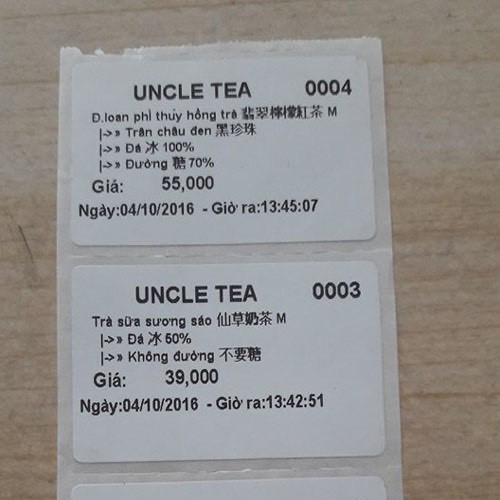 UNCLE TEA 0004
Đ.loan phỉ thúy hồng trà 翡翠檸檬紅茶 M
|->» Trân châu đen 黑珍珠
|->» Đá 冰 100%
|->» Đường 糖 70%
Giá: 55,000
Ngày:04/10/2016 - Giờ ra:13:45:07
UNCLE TEA 0003
Trà sữa sương sáo 仙草奶茶 M
|->» Đá 冰 50%
|->» Không đường 不要糖
Giá: 39,000
Ngày:04/10/2016 - Giờ ra:13:42:51